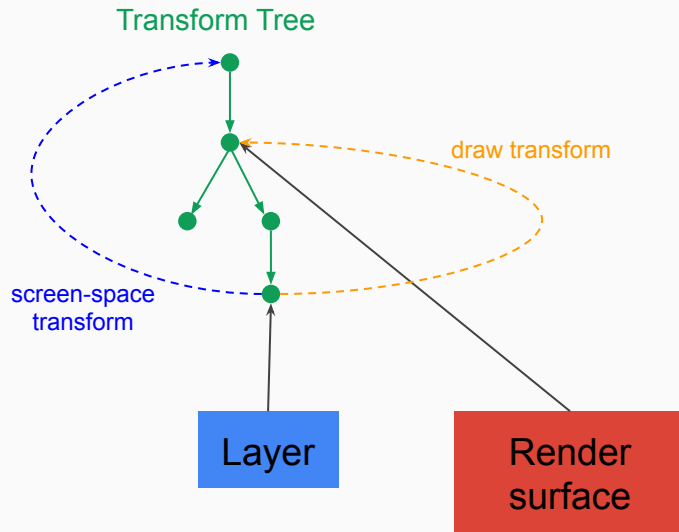 Transform Tree
draw transform
screen-space
transform
Layer
Render
surface